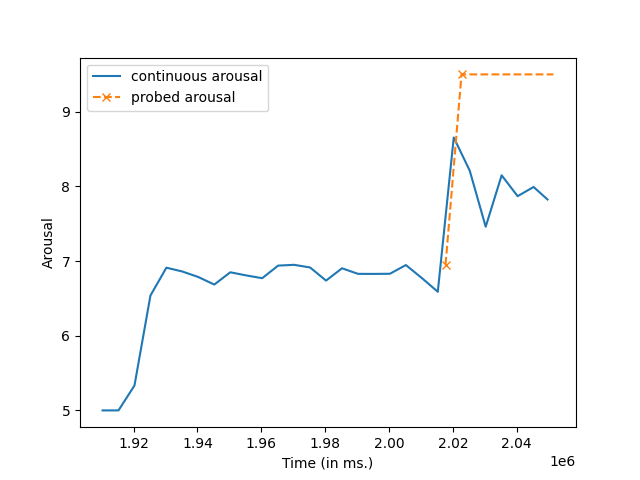 continuous arousal
probed arousal
9
8
7
6
5
Arousal
1.92 1.94 1.96 1.98 2.00 2.02 2.04
1e6
Time (in ms.)